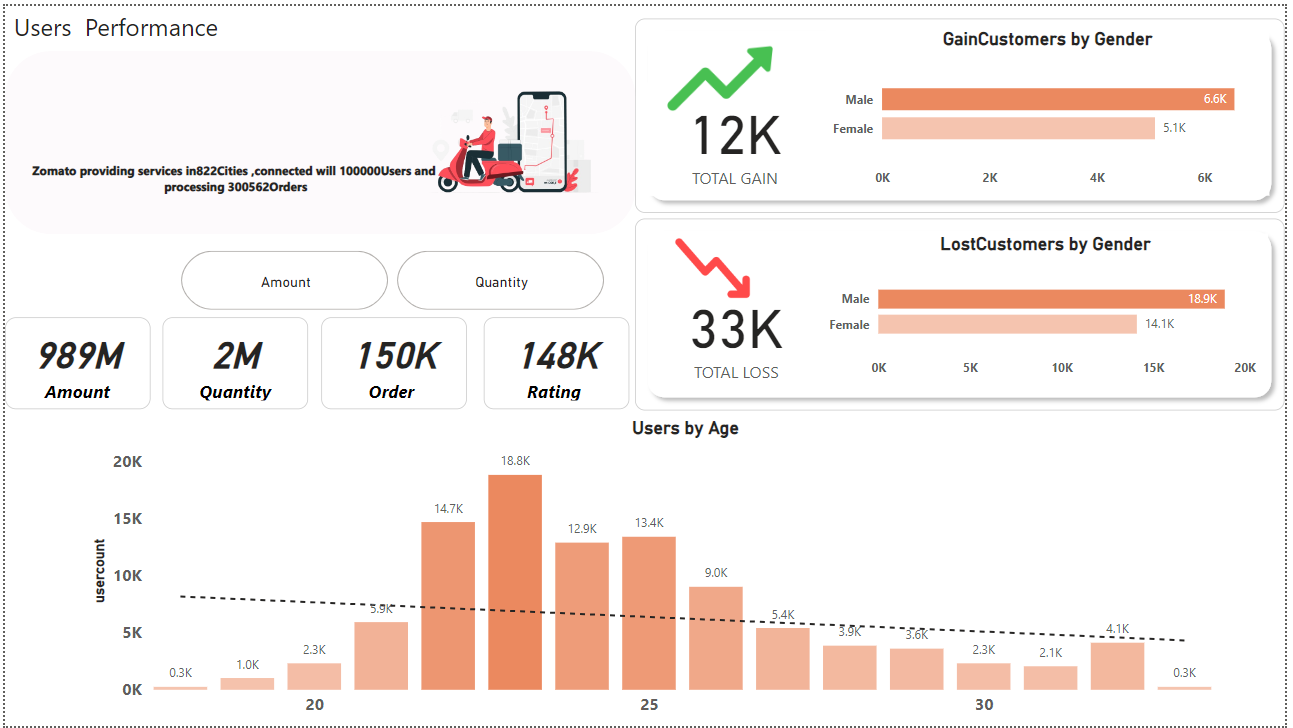 Users Performance
Zomato providing services in822Cities ,connected will 100000Users and
processing 300562Orders
Amount
Quantity
989M
Amount
2M
Quantity
150K
Order
148K
Rating
12K
TOTAL GAIN
GainCustomers by Gender
Male
6.6K
Female
5.1K
0K 2K 4K 6K
33K
TOTAL LOSS
LostCustomers by Gender
Male
18.9K
Female
14.1K
0K 5K 10K 15K 20K
Users by Age
usercount
20K
15K
10K
5K
0K
0.3K
1.0K
2.3K
5.9K
14.7K
18.8K
12.9K
13.4K
9.0K
5.4K
3.9K
3.6K
2.3K
2.1K
4.1K
0.3K
20 25 30